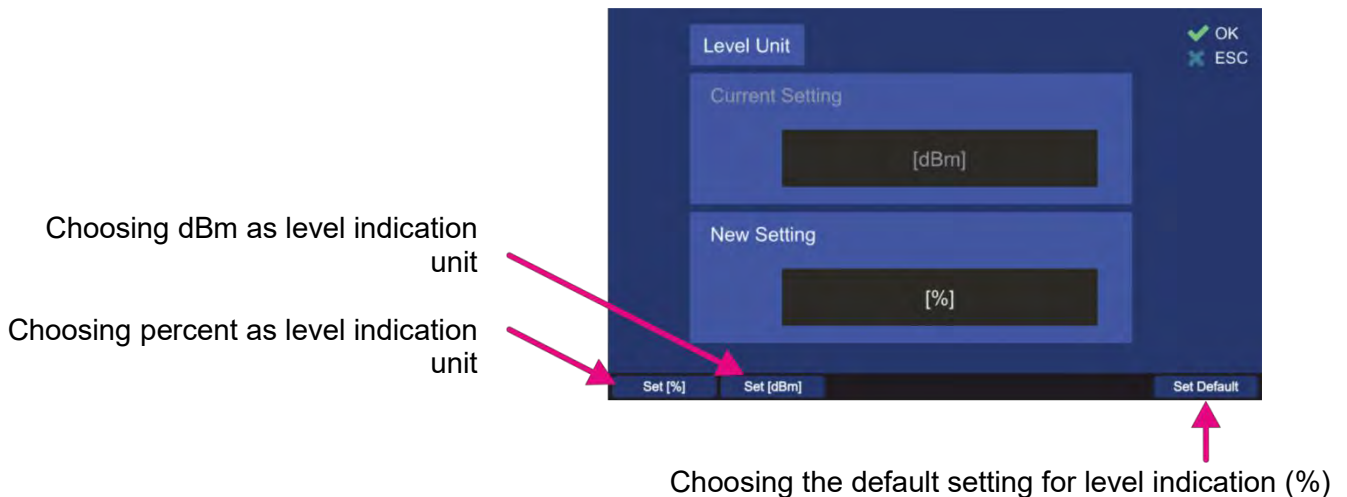 Level Unit
OK
ESC
Current Setting
[dBm]
New Setting
[%]
Choosing dBm as level indication
unit
Choosing percent as level indication
unit
Set [%]
Set [dBm]
Set Default
Choosing the default setting for level indication (%)